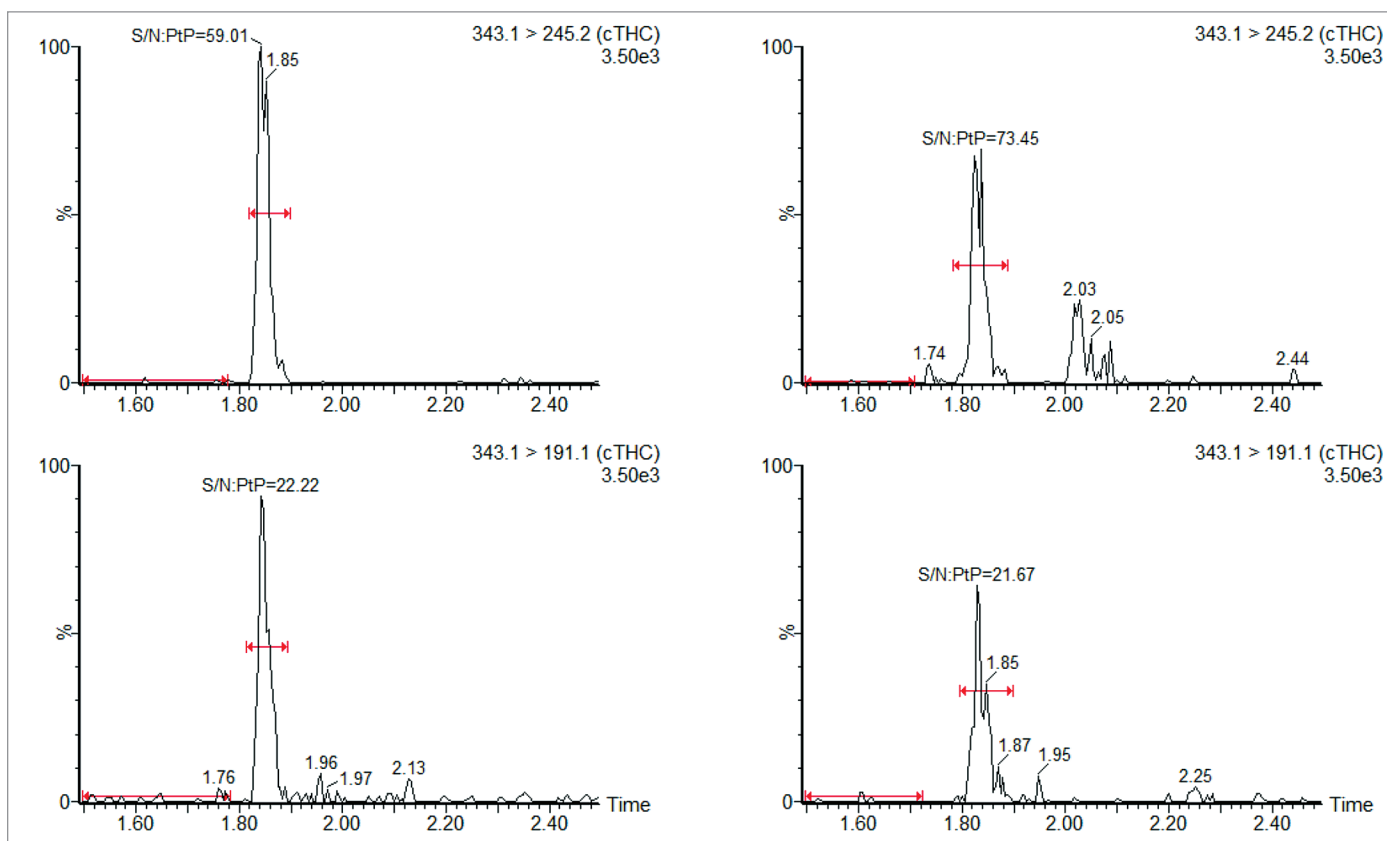 343.1 > 245.2 (cTHC)
3.50e3
S/N:PtP=59.01
1.85
100
%
0
1.60 1.80 2.00 2.20 2.40
343.1 > 245.2 (cTHC)
3.50e3
S/N:PtP=73.45
1.74
2.03
2.05
2.44
100
%
0
1.60 1.80 2.00 2.20 2.40
343.1 > 191.1 (cTHC)
3.50e3
S/N:PtP=22.22
1.76
1.96
1.97
2.13
100
%
0
1.60 1.80 2.00 2.20 2.40
Time
343.1 > 191.1 (cTHC)
3.50e3
S/N:PtP=21.67
1.85
1.87
1.95
2.25
100
%
0
1.60 1.80 2.00 2.20 2.40
Time